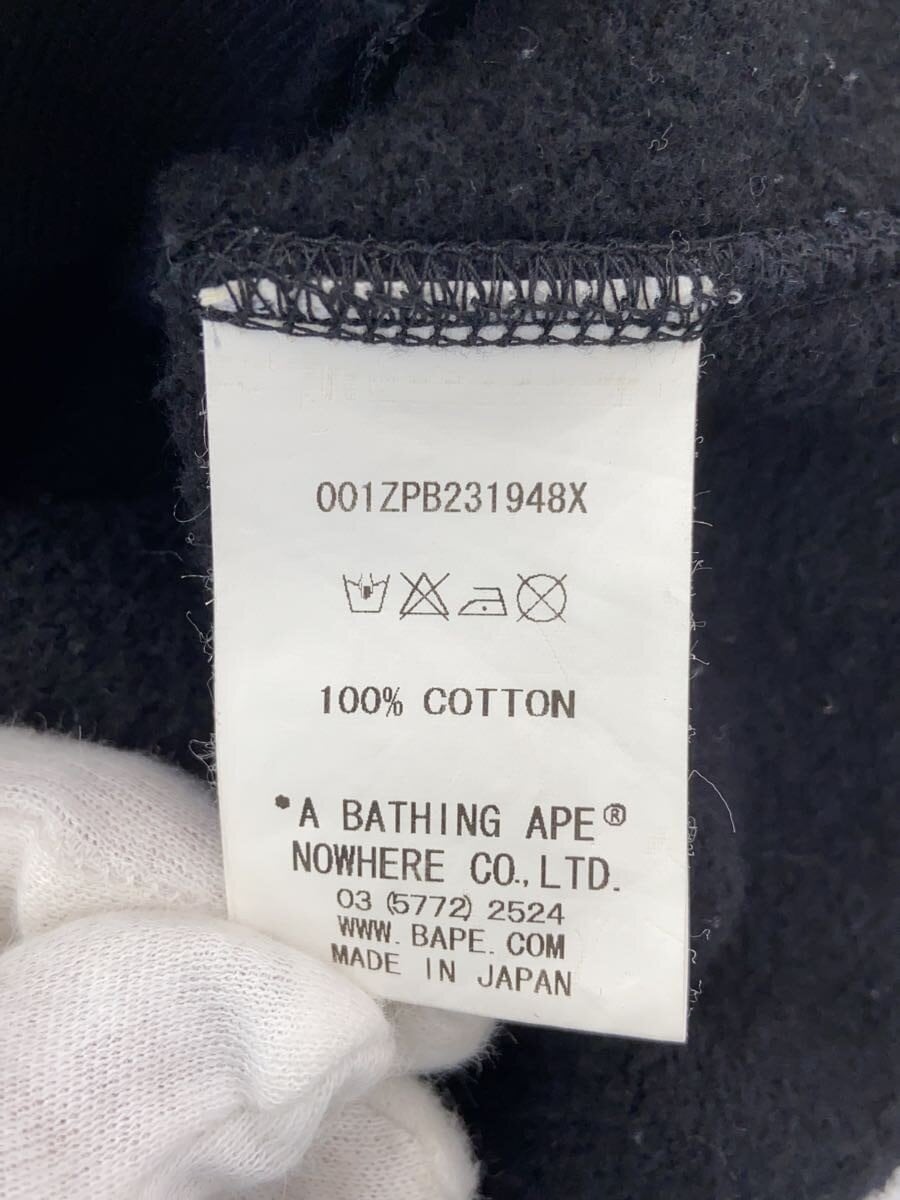 001ZPB231948X
100% COTTON
*A BATHING APE®
NOWHERE CO., LTD.
03 (5772) 2524
WWW. BAPE. COM
MADE IN JAPAN